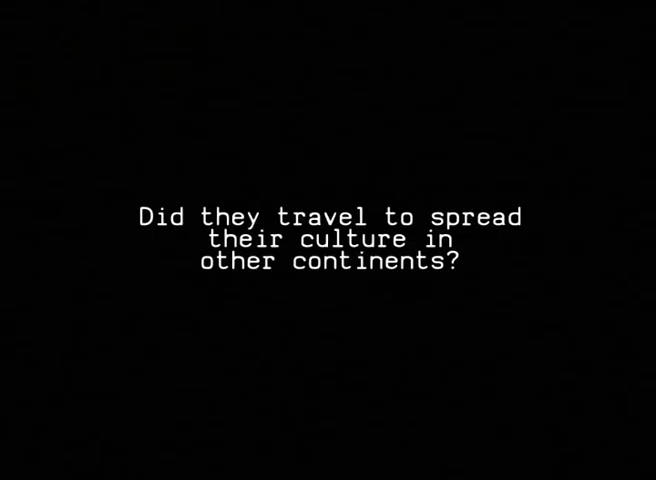 Did they travel to spread
their culture in
other continents?